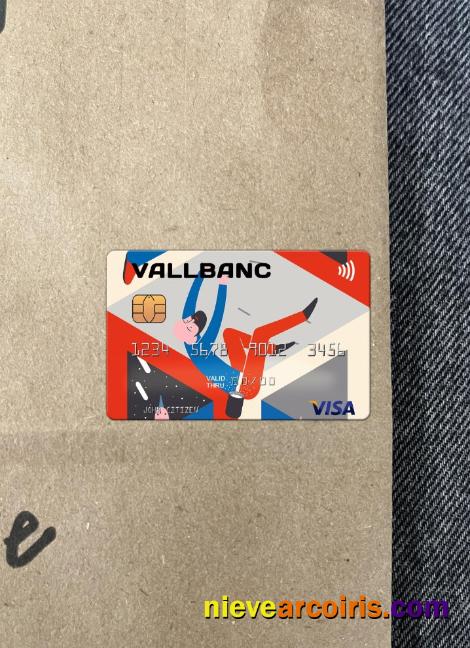 VALLBANC
1234 5678 9012 3456
VALID
THRU 00/00
JOHN CITIZEN
VISA
e
nievearcoiris.com